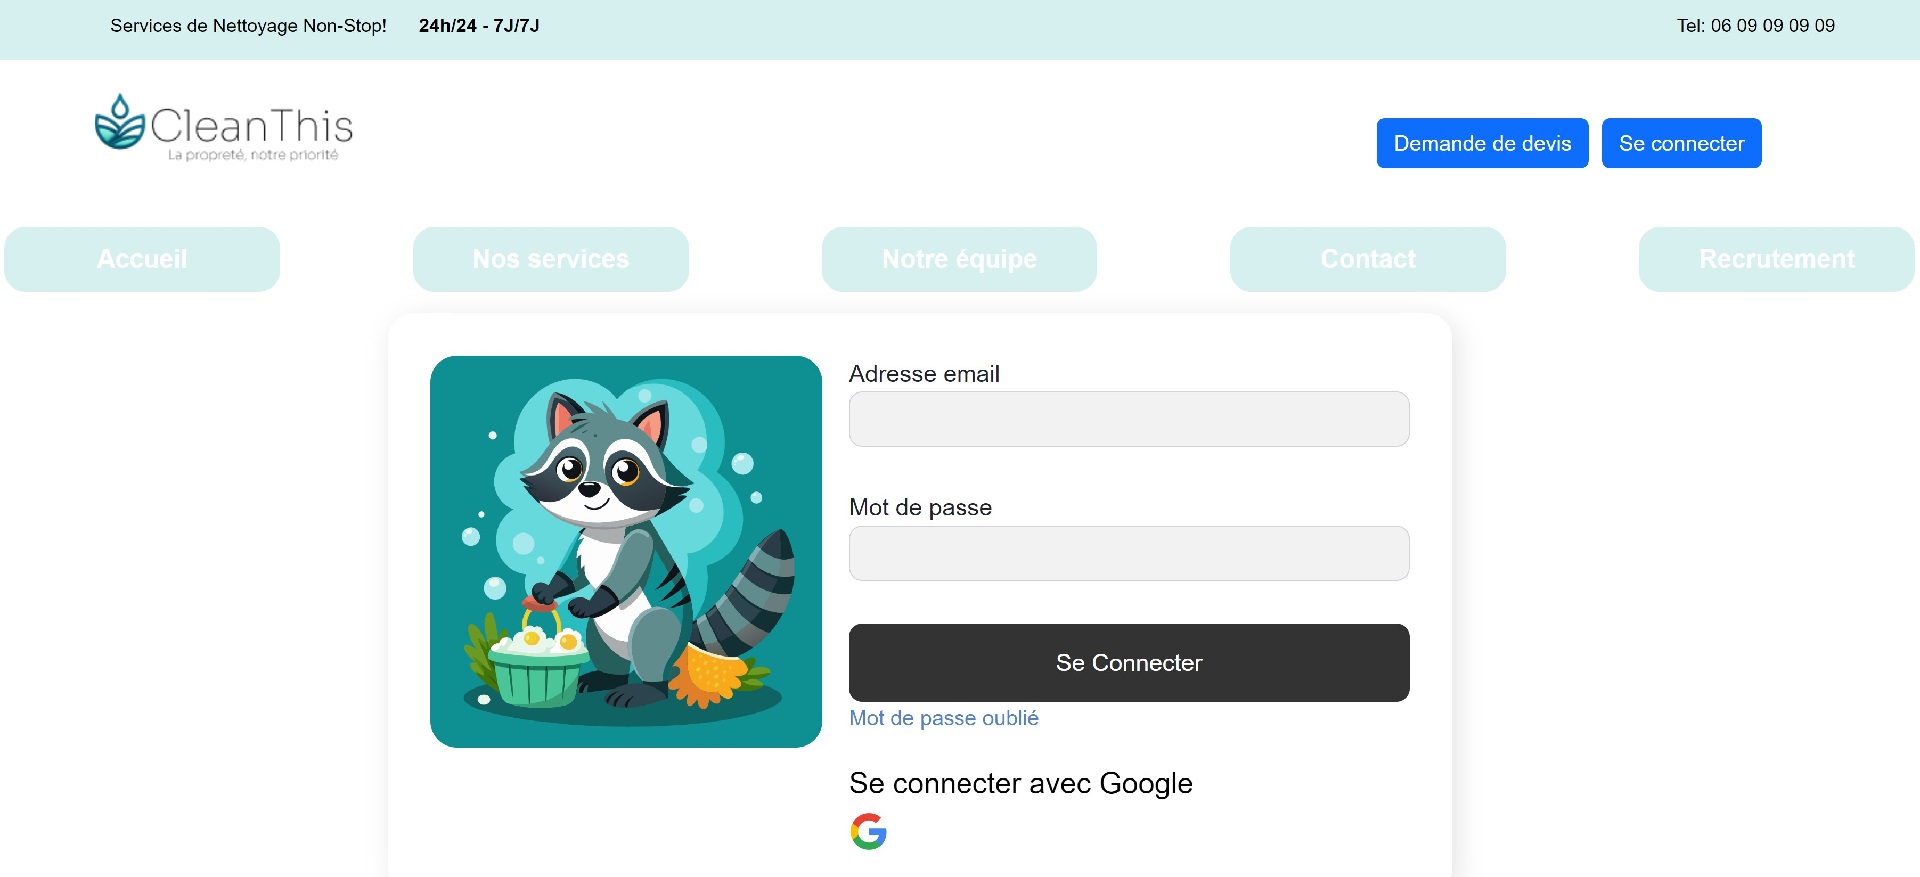 Services de Nettoyage Non-Stop! 24h/24 - 7J/7J Tel: 06 09 09 09 09
CleanThis
La propreté, notre priorité
Demande de devis Se connecter
Accueil Nos services Notre équipe Contact Recrutement
Adresse email
Mot de passe
Se Connecter
Mot de passe oublié
Se connecter avec Google
G